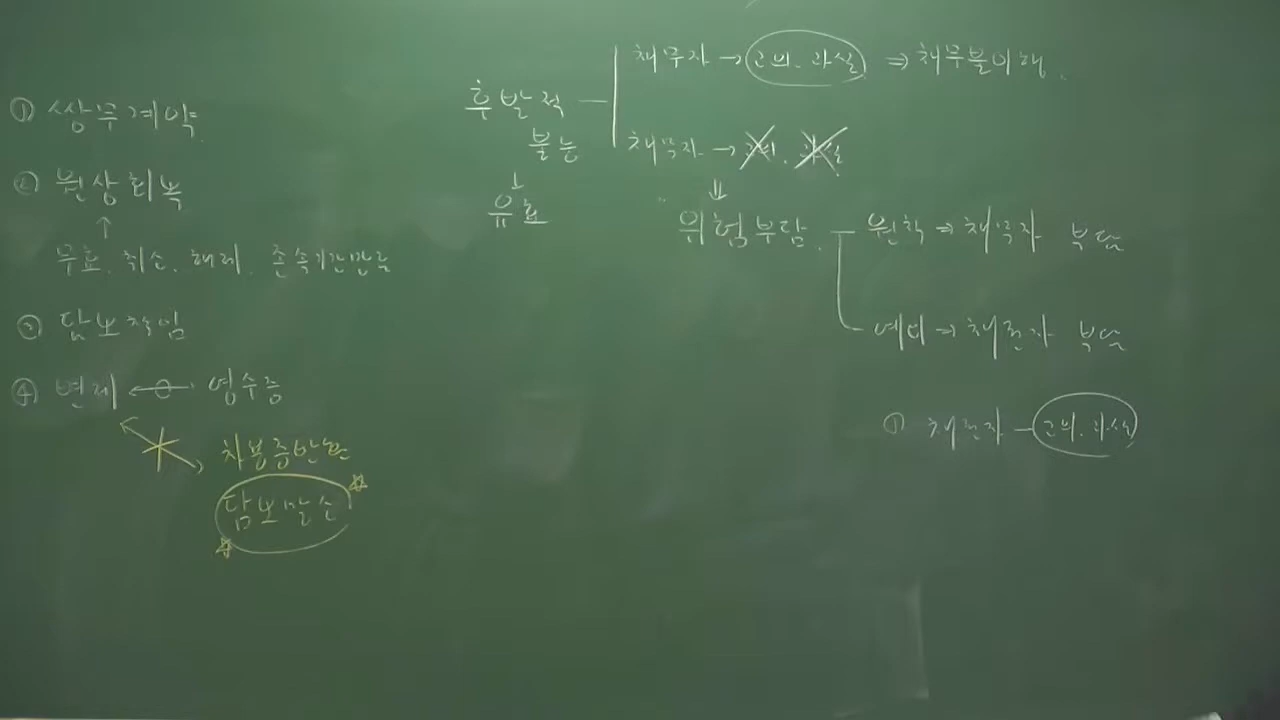 ① 쌍무계약
② 원상회복
↑
무효, 취소, 해제, 존속기간만료
③ 담보책임
④ 변제 ↔ 영수증
차용증반환
담보말소
후발적
불능
↓
유효
채무자 → 고의, 과실 ⇒ 채무불이행
채무자 → 고의, 과실
⇓
위험부담 ─ 원칙 ⇒ 채무자 부담
예외 ⇒ 채권자 부담
① 채권자 ─ 고의, 과실